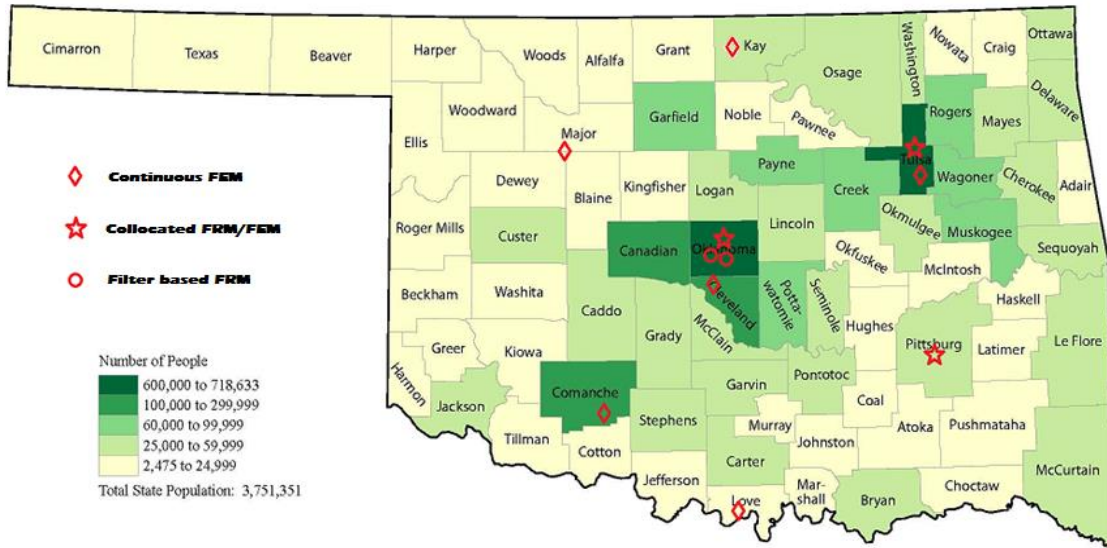 Cimarron
Texas
Beaver
Harper
Woods
Alfalfa
Grant
Kay
Osage
Washington
Nowata
Craig
Ottawa
Ellis
Woodward
Major
Garfield
Noble
Pawnee
Tulsa
Rogers
Mayes
Delaware
Dewey
Blaine
Kingfisher
Logan
Payne
Creek
Wagoner
Cherokee
Adair
Roger Mills
Custer
Canadian
Oklahoma
Lincoln
Okfuskee
Okmulgee
Muskogee
Sequoyah
Beckham
Washita
Caddo
Grady
McClain
Cleveland
Potta-
watomie
Seminole
Hughes
McIntosh
Haskell
Pittsburg
Latimer
Le Flore
Greer
Kiowa
Harmon
Jackson
Comanche
Tillman
Cotton
Stephens
Garvin
Pontotoc
Coal
Murray
Johnston
Atoka
Pushmataha
McCurtain
Jefferson
Carter
Love
Mar-
shall
Bryan
Choctaw
Continuous FEM
Collocated FRM/FEM
Filter based FRM
Number of People
600,000 to 718,633
100,000 to 299,999
60,000 to 99,999
25,000 to 59,999
2,475 to 24,999
Total State Population: 3,751,351